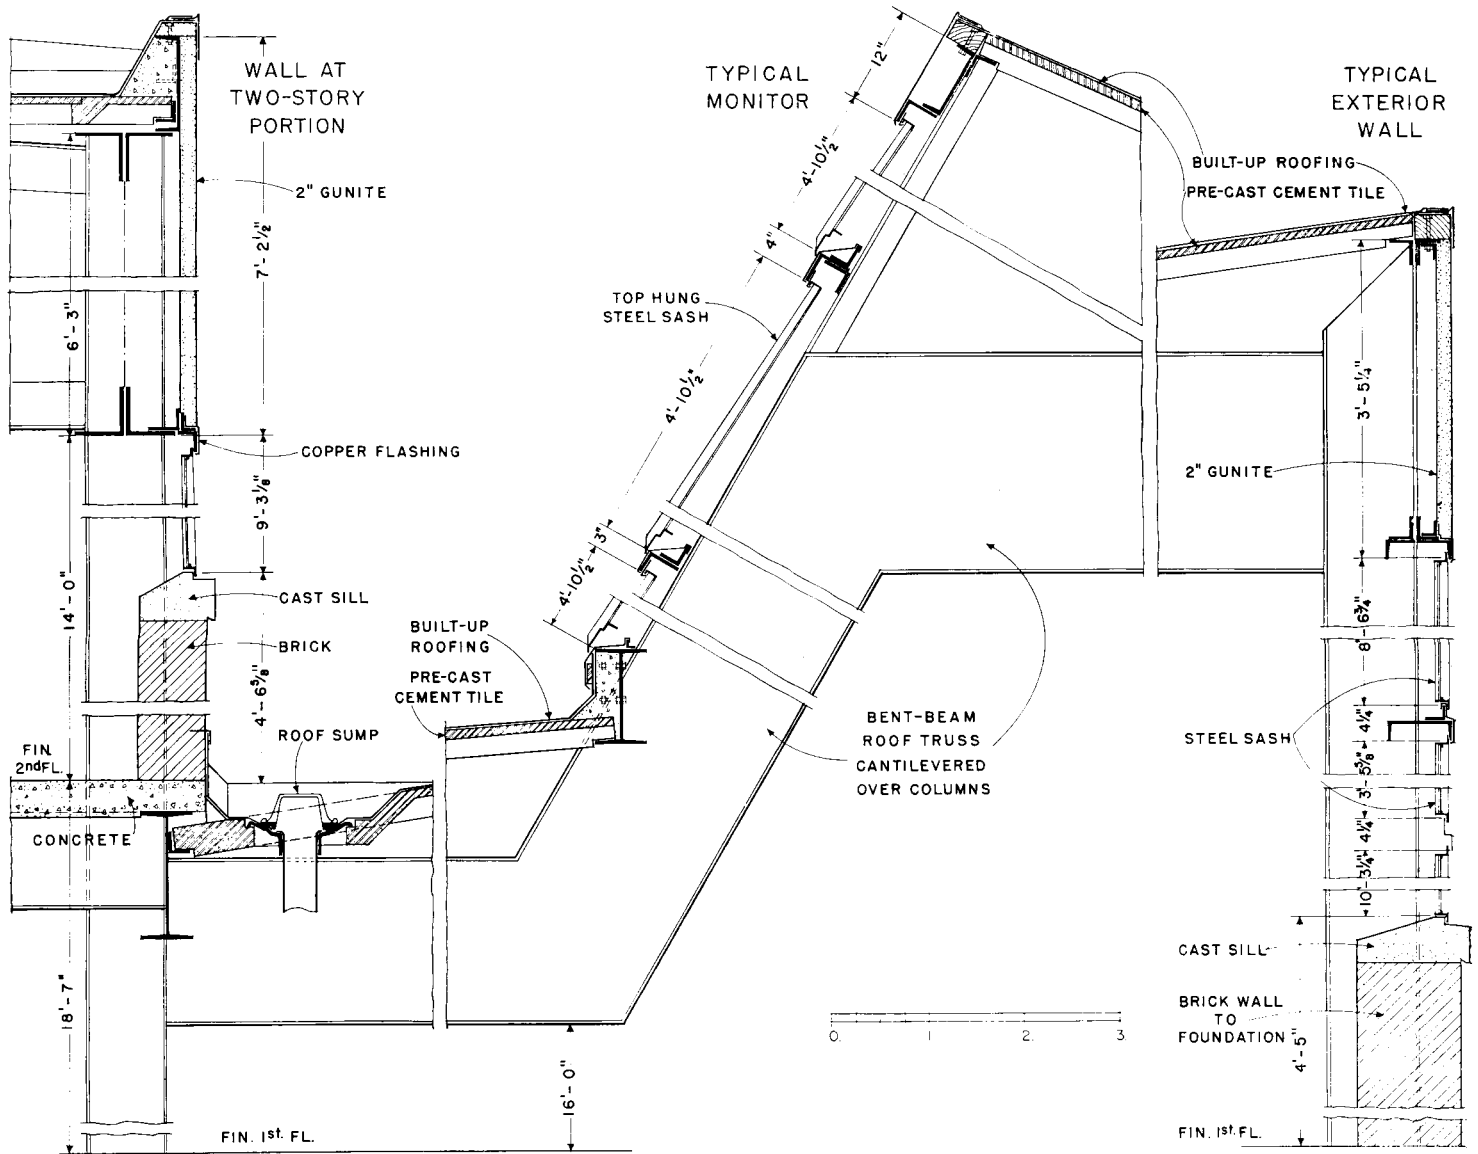 WALL AT
TWO-STORY
PORTION
2" GUNITE
7'-2½"
6'-3"
COPPER FLASHING
9'-3⅛"
14'-0"
CAST SILL
BRICK
4'-6⅝"
ROOF SUMP
FIN.
2nd FL.
CONCRETE
18'-7"
FIN. 1st. FL.
TYPICAL
MONITOR
12"
4'-10½"
4"
TOP HUNG
STEEL SASH
4'-10½"
3"
4'-10½"
BUILT-UP
ROOFING
PRE-CAST
CEMENT TILE
BENT-BEAM
ROOF TRUSS
CANTILEVERED
OVER COLUMNS
16'-0"
0. 1 2. 3.
TYPICAL
EXTERIOR
WALL
BUILT-UP ROOFING
PRE-CAST CEMENT TILE
3'-5¼"
2" GUNITE
8'-6¾"
4¼"
STEEL SASH
3'-5⅝"
4¼"
10'-3¼"
CAST SILL
BRICK WALL
TO
FOUNDATION
4'-5"
FIN. 1st. FL.